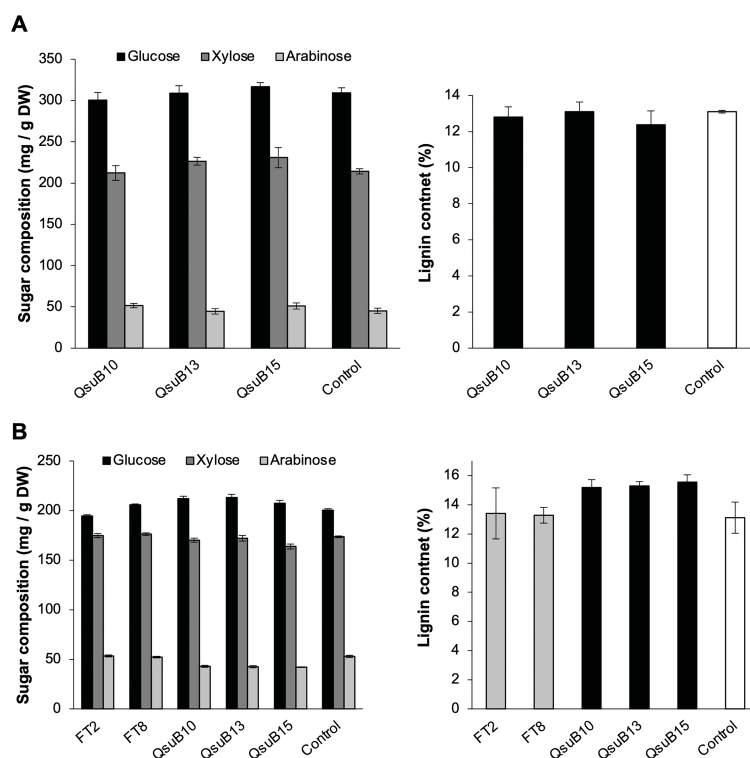 A
Glucose Xylose Arabinose
Sugar composition (mg / g DW)
350
300
250
200
150
100
50
0
QsuB10 QsuB13 QsuB15 Control
Lignin contnet (%)
14
12
10
8
6
4
2
0
QsuB10 QsuB13 QsuB15 Control
B
Glucose Xylose Arabinose
Sugar composition (mg / g DW)
250
200
150
100
50
0
FT2 FT8 QsuB10 QsuB13 QsuB15 Control
Lignin contnet (%)
16
14
12
10
8
6
4
2
0
FT2 FT8 QsuB10 QsuB13 QsuB15 Control